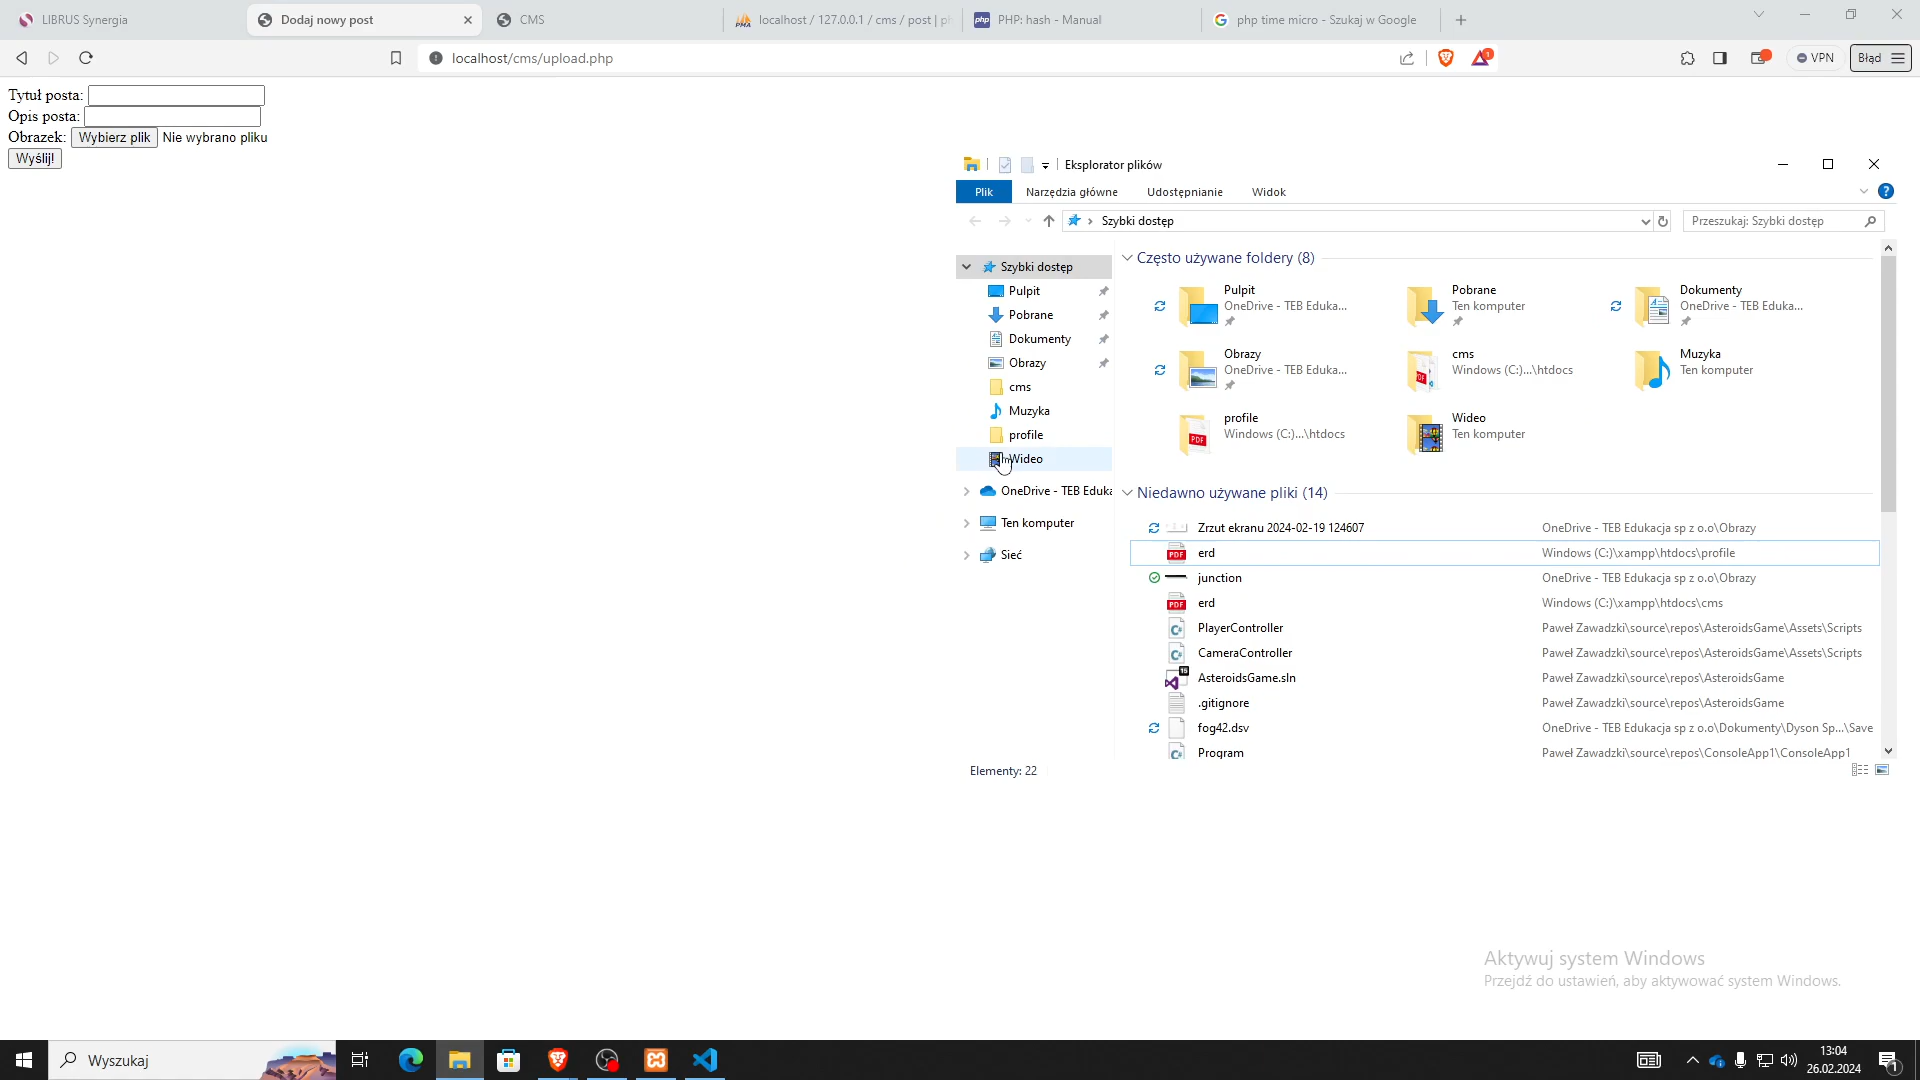 LIBRUS Synergia
Dodaj nowy post
CMS
localhost / 127.0.0.1 / cms / post | ph
PHP: hash - Manual
php time micro - Szukaj w Google
localhost/cms/upload.php
1
VPN
Błąd
Tytuł posta:
Opis posta:
Obrazek: Wybierz plik Nie wybrano pliku
Wyślij!
Eksplorator plików
Plik Narzędzia główne Udostępnianie Widok
Szybki dostęp
Przeszukaj: Szybki dostęp
Szybki dostęp
Pulpit
Pobrane
Dokumenty
Obrazy
cms
Muzyka
profile
Wideo
OneDrive - TEB Eduka
Ten komputer
Sieć
Często używane foldery (8)
Pulpit
OneDrive - TEB Eduka...
Pobrane
Ten komputer
Dokumenty
OneDrive - TEB Eduka...
Obrazy
OneDrive - TEB Eduka...
cms
Windows (C:)...\htdocs
Muzyka
Ten komputer
profile
Windows (C:)...\htdocs
Wideo
Ten komputer
Niedawno używane pliki (14)
Zrzut ekranu 2024-02-19 124607 OneDrive - TEB Edukacja sp z o.o\Obrazy
erd Windows (C:)\xampp\htdocs\profile
junction OneDrive - TEB Edukacja sp z o.o\Obrazy
erd Windows (C:)\xampp\htdocs\cms
PlayerController Paweł Zawadzki\source\repos\AsteroidsGame\Assets\Scripts
CameraController Paweł Zawadzki\source\repos\AsteroidsGame\Assets\Scripts
AsteroidsGame.sln Paweł Zawadzki\source\repos\AsteroidsGame
.gitignore Paweł Zawadzki\source\repos\AsteroidsGame
fog42.dsv OneDrive - TEB Edukacja sp z o.o\Dokumenty\Dyson Sp...\Save
Program Paweł Zawadzki\source\repos\ConsoleApp1\ConsoleApp1
Elementy: 22
Aktywuj system Windows
Przejdź do ustawień, aby aktywować system Windows.
Wyszukaj
13:04
26.02.2024
1